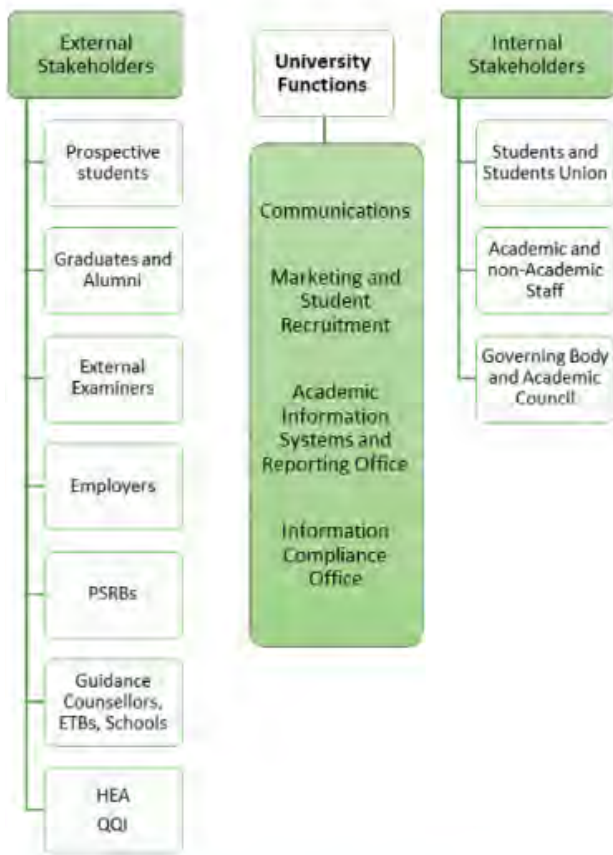 External
Stakeholders
Prospective
students
Graduates and
Alumni
External
Examiners
Employers
PSRBs
Guidance
Counsellors,
ETBs, Schools
HEA
QQI
University
Functions
Communications
Marketing and
Student
Recruitment
Academic
Information
Systems and
Reporting Office
Information
Compliance
Office
Internal
Stakeholders
Students and
Students Union
Academic and
non-Academic
Staff
Governing Body
and Academic
Council